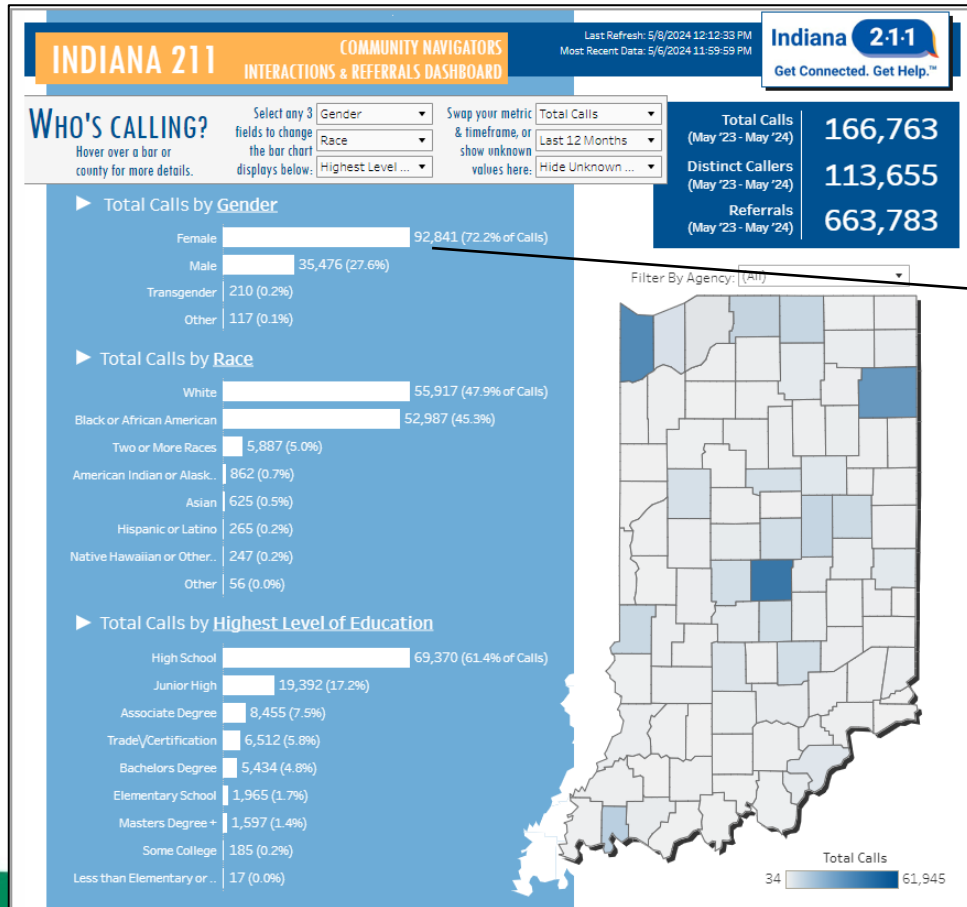 INDIANA 211
COMMUNITY NAVIGATORS
INTERACTIONS & REFERRALS DASHBOARD
Last Refresh: 5/8/2024 12:12:33 PM
Most Recent Data: 5/6/2024 11:59:59 PM
Indiana 2·1·1
Get Connected. Get Help.™
WHO'S CALLING?
Hover over a bar or
county for more details.
Select any 3
fields to change
the bar chart
displays below:
Gender
Race
Highest Level ...
Swap your metric
& timeframe, or
show unknown
values here:
Total Calls
Last 12 Months
Hide Unknown ...
Total Calls
(May '23 - May '24)
166,763
Distinct Callers
(May '23 - May '24)
113,655
Referrals
(May '23 - May '24)
663,783
Total Calls by Gender
Female 92,841 (72.2% of Calls)
Male 35,476 (27.6%)
Transgender 210 (0.2%)
Other 117 (0.1%)
Filter By Agency: (All)
Total Calls by Race
White 55,917 (47.9% of Calls)
Black or African American 52,987 (45.3%)
Two or More Races 5,887 (5.0%)
American Indian or Alask.. 862 (0.7%)
Asian 625 (0.5%)
Hispanic or Latino 265 (0.2%)
Native Hawaiian or Other.. 247 (0.2%)
Other 56 (0.0%)
Total Calls by Highest Level of Education
High School 69,370 (61.4% of Calls)
Junior High 19,392 (17.2%)
Associate Degree 8,455 (7.5%)
Trade\/Certification 6,512 (5.8%)
Bachelors Degree 5,434 (4.8%)
Elementary School 1,965 (1.7%)
Masters Degree + 1,597 (1.4%)
Some College 185 (0.2%)
Less than Elementary or .. 17 (0.0%)
Total Calls
34 61,945